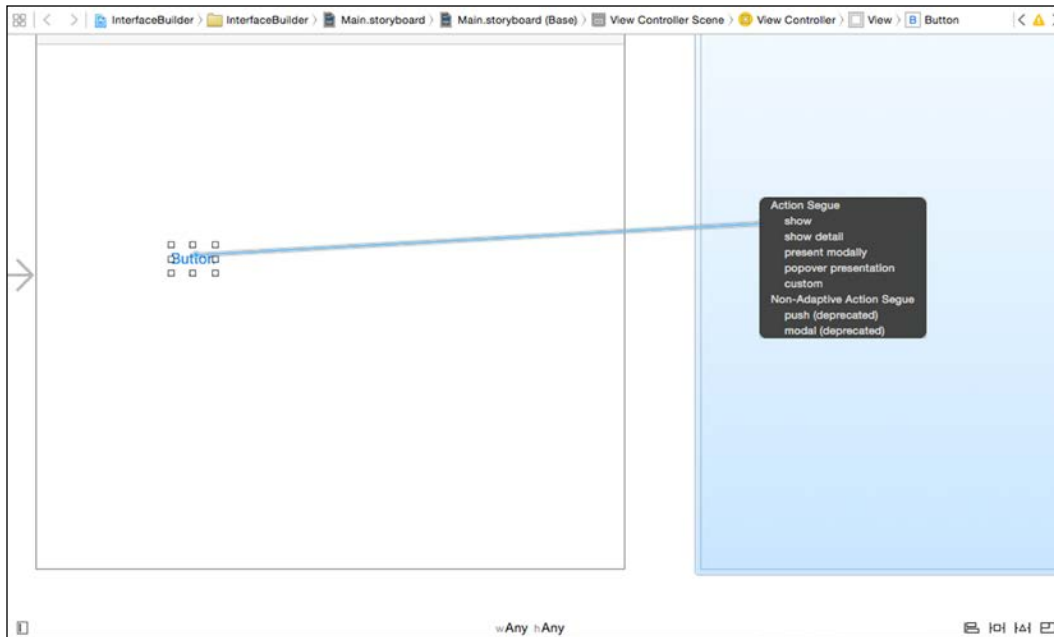 InterfaceBuilder InterfaceBuilder Main.storyboard Main.storyboard (Base) View Controller Scene View Controller View B Button
Button
Action Segue
show
show detail
present modally
popover presentation
custom
Non-Adaptive Action Segue
push (deprecated)
modal (deprecated)
wAny hAny